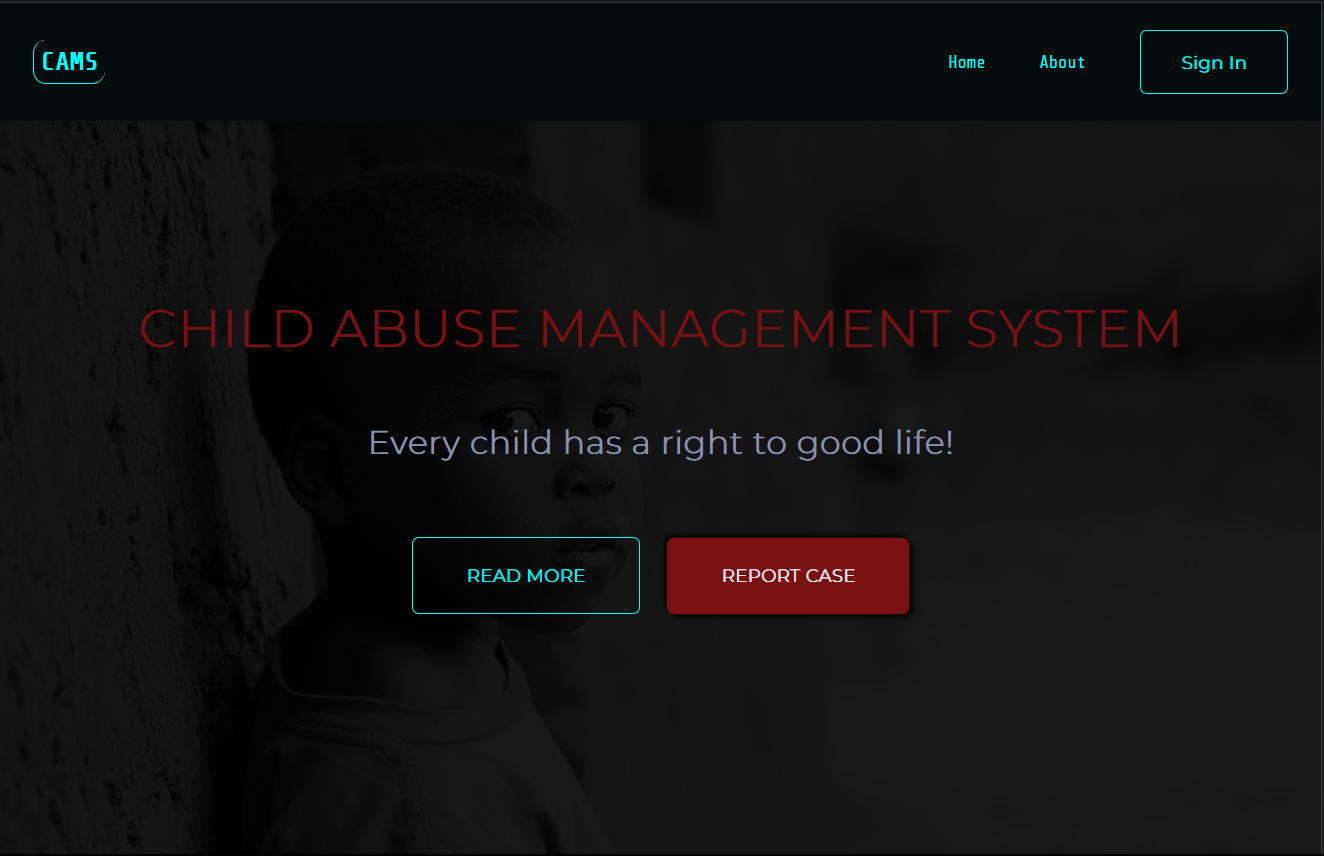 CAMS
Home About Sign In
CHILD ABUSE MANAGEMENT SYSTEM
Every child has a right to good life!
READ MORE REPORT CASE